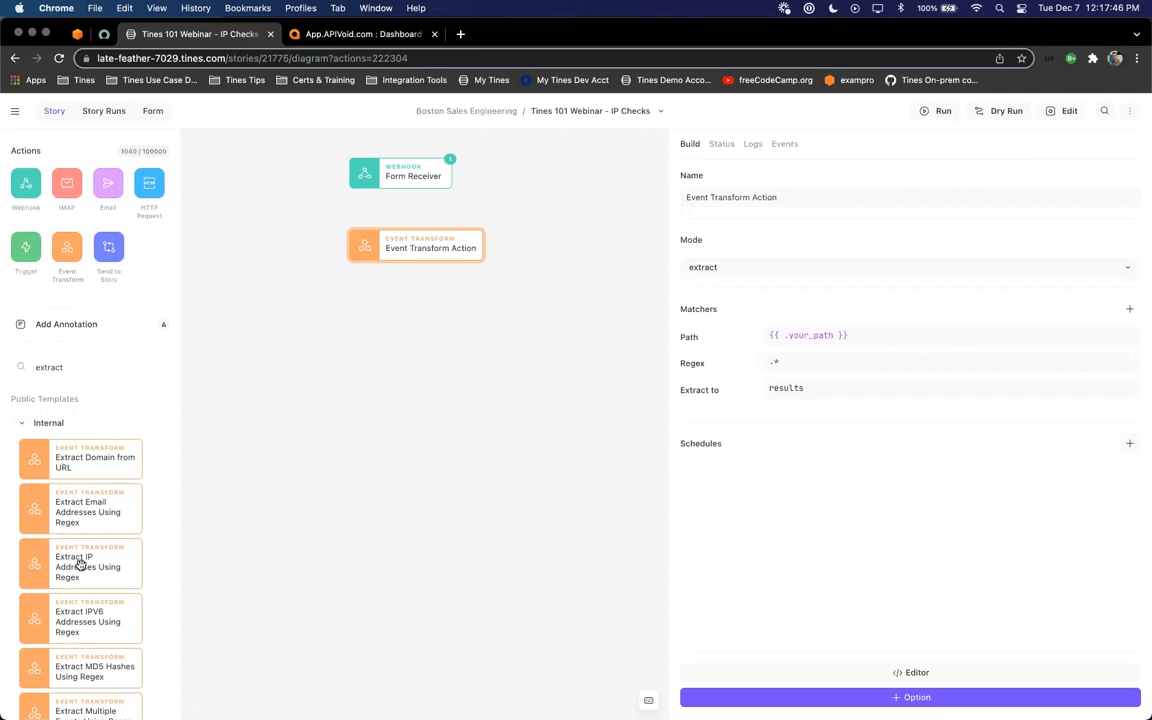 Chrome File Edit View History Bookmarks Profiles Tab Window Help 100% Tue Dec 7 12:17:46 PM
Tines 101 Webinar - IP Checks App.APIVoid.com : Dashboard
late-feather-7029.tines.com/stories/21775/diagram?actions=222304
Apps Tines Tines Use Case D... Tines Tips Certs & Training Integration Tools My Tines My Tines Dev Acct Tines Demo Acco... freeCodeCamp.org exampro Tines On-prem co...
Story Story Runs Form Boston Sales Engineering / Tines 101 Webinar - IP Checks Run Dry Run Edit
Actions 1040 / 100000
Webhook IMAP Email HTTP Request
Trigger Event Transform Send to Story
Add Annotation A
extract
Public Templates
Internal
EVENT TRANSFORM
Extract Domain from
URL
EVENT TRANSFORM
Extract Email
Addresses Using
Regex
EVENT TRANSFORM
Extract IP
Addresses Using
Regex
EVENT TRANSFORM
Extract IPV6
Addresses Using
Regex
EVENT TRANSFORM
Extract MD5 Hashes
Using Regex
EVENT TRANSFORM
Extract Multiple
WEBHOOK 1
Form Receiver
EVENT TRANSFORM
Event Transform Action
Build Status Logs Events
Name
Event Transform Action
Mode
extract
Matchers
Path {{ .your_path }}
Regex .*
Extract to results
Schedules
</> Editor
+ Option